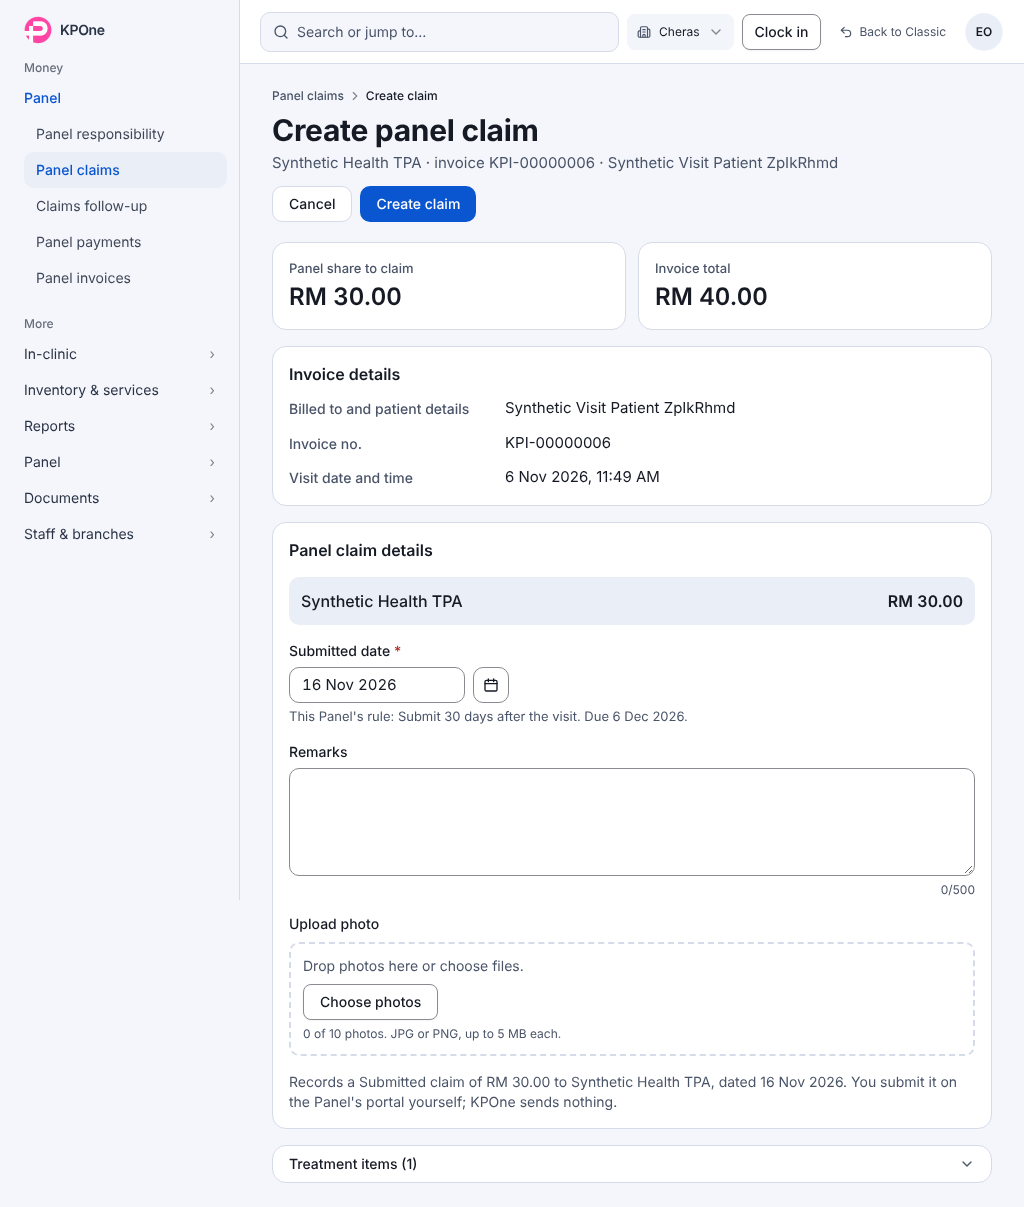 KPOne
Money
Panel
Panel responsibility
Panel claims
Claims follow-up
Panel payments
Panel invoices
More
In-clinic
Inventory & services
Reports
Panel
Documents
Staff & branches
Search or jump to...
Cheras
Clock in
Back to Classic
EO
Panel claims > Create claim
Create panel claim
Synthetic Health TPA · invoice KPI-00000006 · Synthetic Visit Patient ZpIkRhmd
Cancel
Create claim
Panel share to claim
RM 30.00
Invoice total
RM 40.00
Invoice details
Billed to and patient details Synthetic Visit Patient ZpIkRhmd
Invoice no. KPI-00000006
Visit date and time 6 Nov 2026, 11:49 AM
Panel claim details
Synthetic Health TPA RM 30.00
Submitted date *
16 Nov 2026
This Panel's rule: Submit 30 days after the visit. Due 6 Dec 2026.
Remarks
0/500
Upload photo
Drop photos here or choose files.
Choose photos
0 of 10 photos. JPG or PNG, up to 5 MB each.
Records a Submitted claim of RM 30.00 to Synthetic Health TPA, dated 16 Nov 2026. You submit it on
the Panel's portal yourself; KPOne sends nothing.
Treatment items (1)